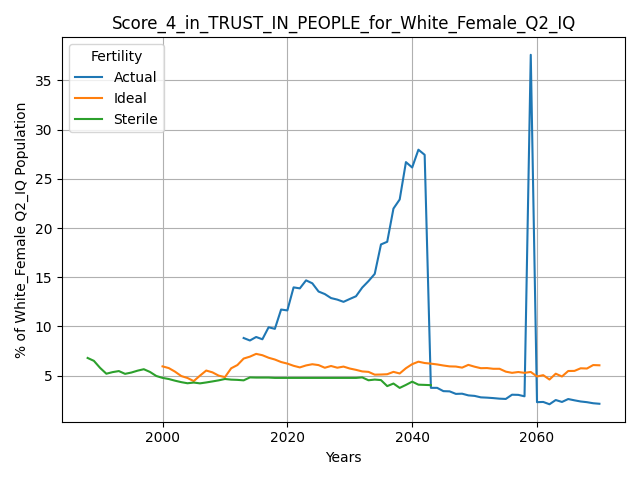 Score_4_in_TRUST_IN_PEOPLE_for_White_Female_Q2_IQ
Fertility
Actual
Ideal
Sterile
% of White_Female Q2_IQ Population
35
30
25
20
15
10
5
2000
2020
2040
2060
Years